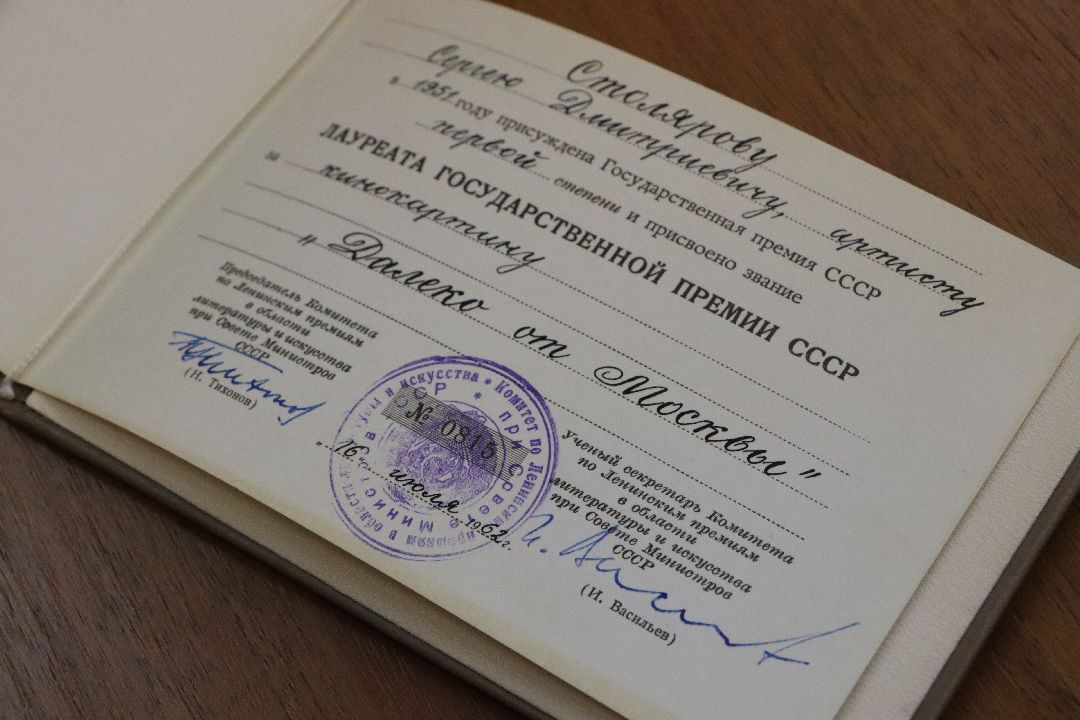 Столярову
Сергею Дмитриевичу, артисту
в 1951 году присуждена Государственная премия СССР
первой степени и присвоено звание
ЛАУРЕАТА ГОСУДАРСТВЕННОЙ ПРЕМИИ СССР
за кинокартину
„Далеко от Москвы"
Председатель Комитета
по Ленинским премиям
в области
литературы и искусства
при Совете Министров
СССР
(Н. Тихонов)
№ 0815
"16" июля 1962 г.
Ученый секретарь Комитета
по Ленинским премиям
в области
литературы и искусства
при Совете Министров
СССР
(И. Васильев)